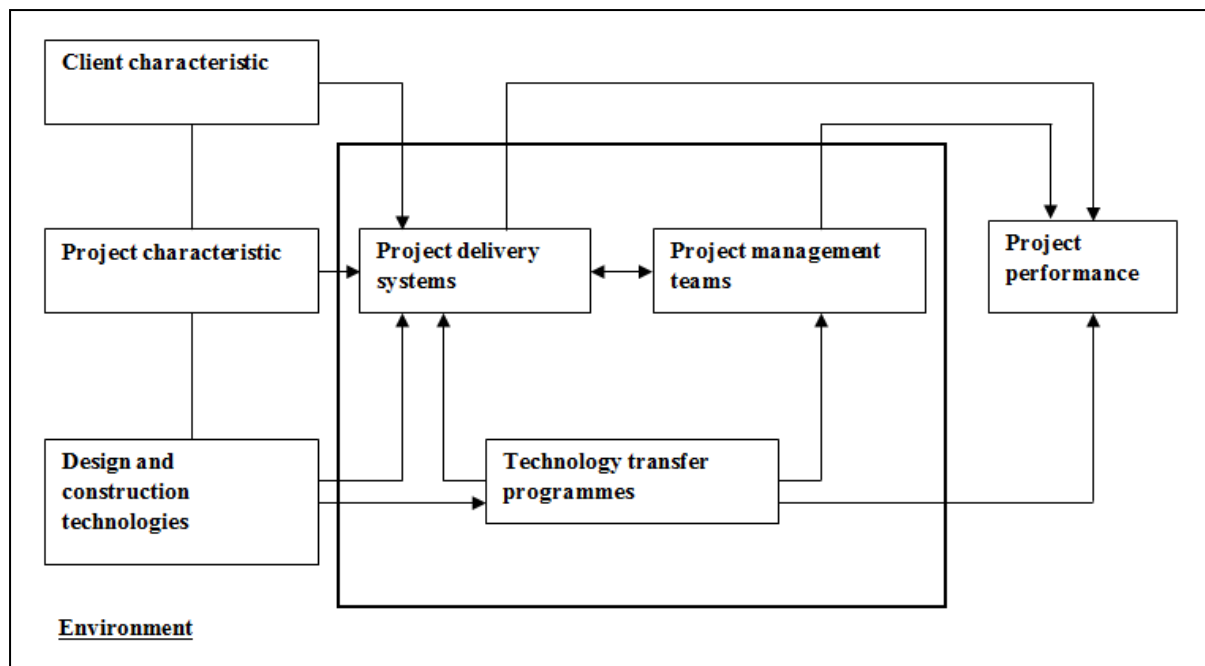 Client characteristic
Project characteristic
Project delivery
systems
Project management
teams
Project
performance
Design and
construction
technologies
Technology transfer
programmes
Environment